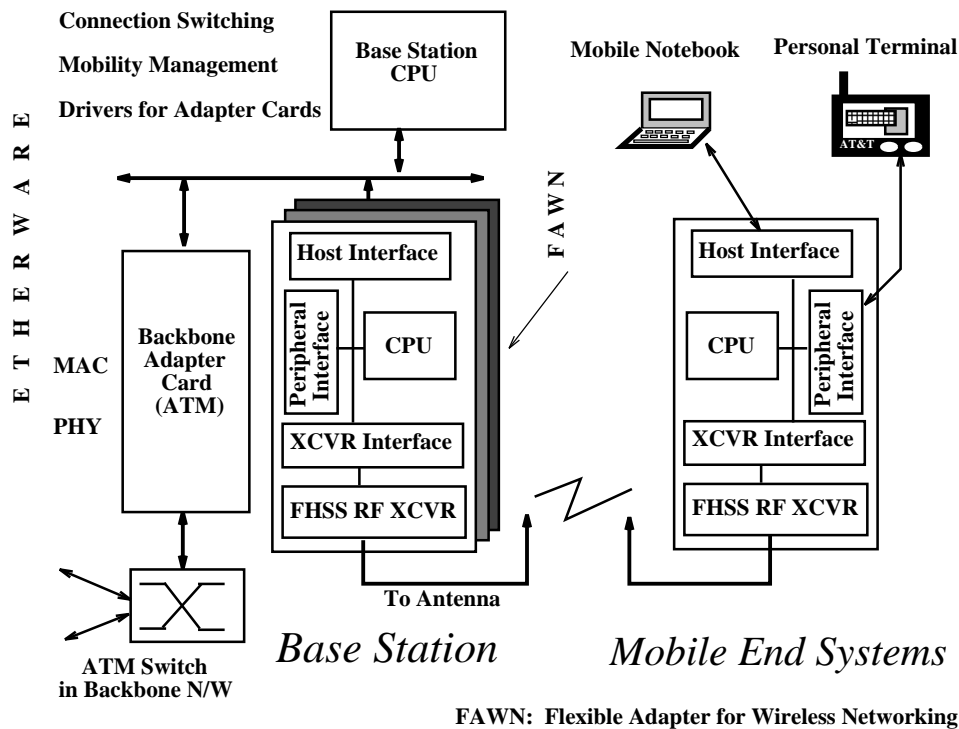 Connection Switching
Mobility Management
Drivers for Adapter Cards
Base Station
CPU
Mobile Notebook
Personal Terminal
AT&T
E T H E R W A R E
MAC
PHY
Backbone
Adapter
Card
(ATM)
Host Interface
Peripheral
Interface
CPU
XCVR Interface
FHSS RF XCVR
F A W N
Host Interface
CPU
Peripheral
Interface
XCVR Interface
FHSS RF XCVR
To Antenna
ATM Switch
in Backbone N/W
Base Station
Mobile End Systems
FAWN: Flexible Adapter for Wireless Networking